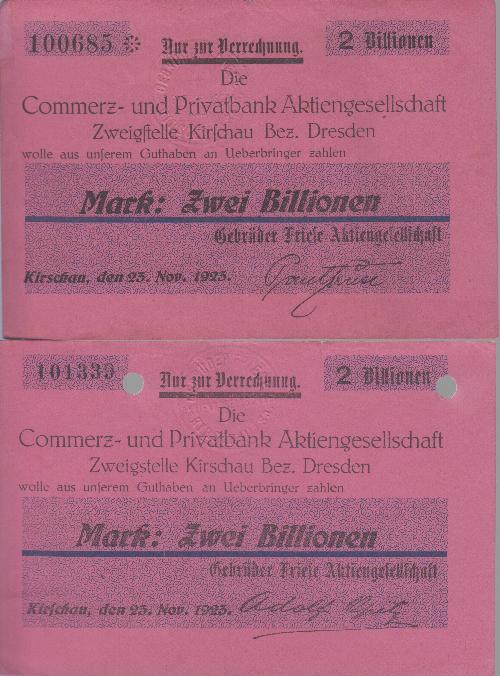 100685 ※ Nur zur Verrechnung. 2 Billionen
Die
Commerz- und Privatbank Aktiengesellschaft
Zweigſtelle Kirſchau Bez. Dresden
wolle aus unſerem Guthaben an Ueberbringer zahlen
Mark: Zwei Billionen
Gebrüder Frieſe Aktiengeſellſchaft
Kirſchau, den 23. Nov. 1923.
101339 Nur zur Verrechnung. 2 Billionen
Die
Commerz- und Privatbank Aktiengesellschaft
Zweigstelle Kirschau Bez. Dresden
wolle aus unſerem Guthaben an Ueberbringer zahlen
Mark: Zwei Billionen
Gebrüder Frieſe Aktiengeſellſchaft
Kirſchau, den 23. Nov. 1923. Adolf